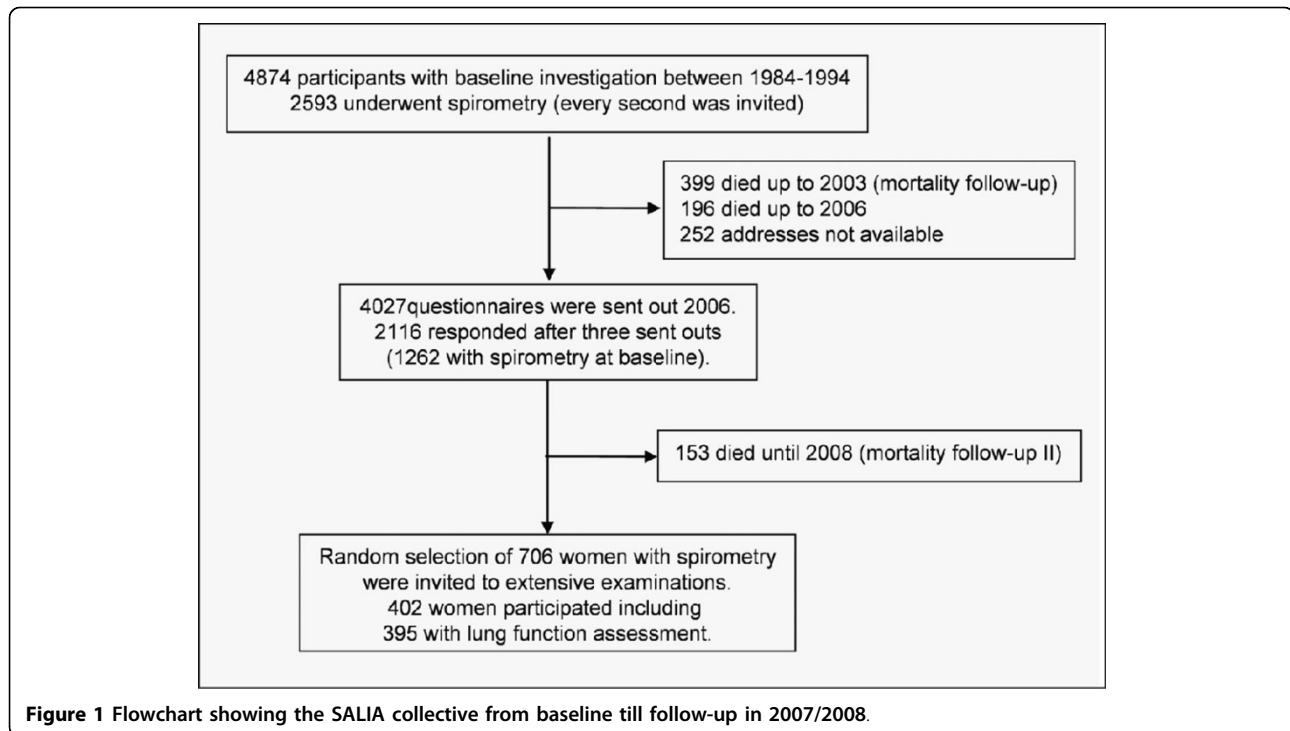 4874 participants with baseline investigation between 1984-1994
2593 underwent spirometry (every second was invited)
399 died up to 2003 (mortality follow-up)
196 died up to 2006
252 addresses not available
4027questionnaires were sent out 2006.
2116 responded after three sent outs
(1262 with spirometry at baseline).
153 died until 2008 (mortality follow-up II)
Random selection of 706 women with spirometry
were invited to extensive examinations.
402 women participated including
395 with lung function assessment.
Figure 1 Flowchart showing the SALIA collective from baseline till follow-up in 2007/2008.